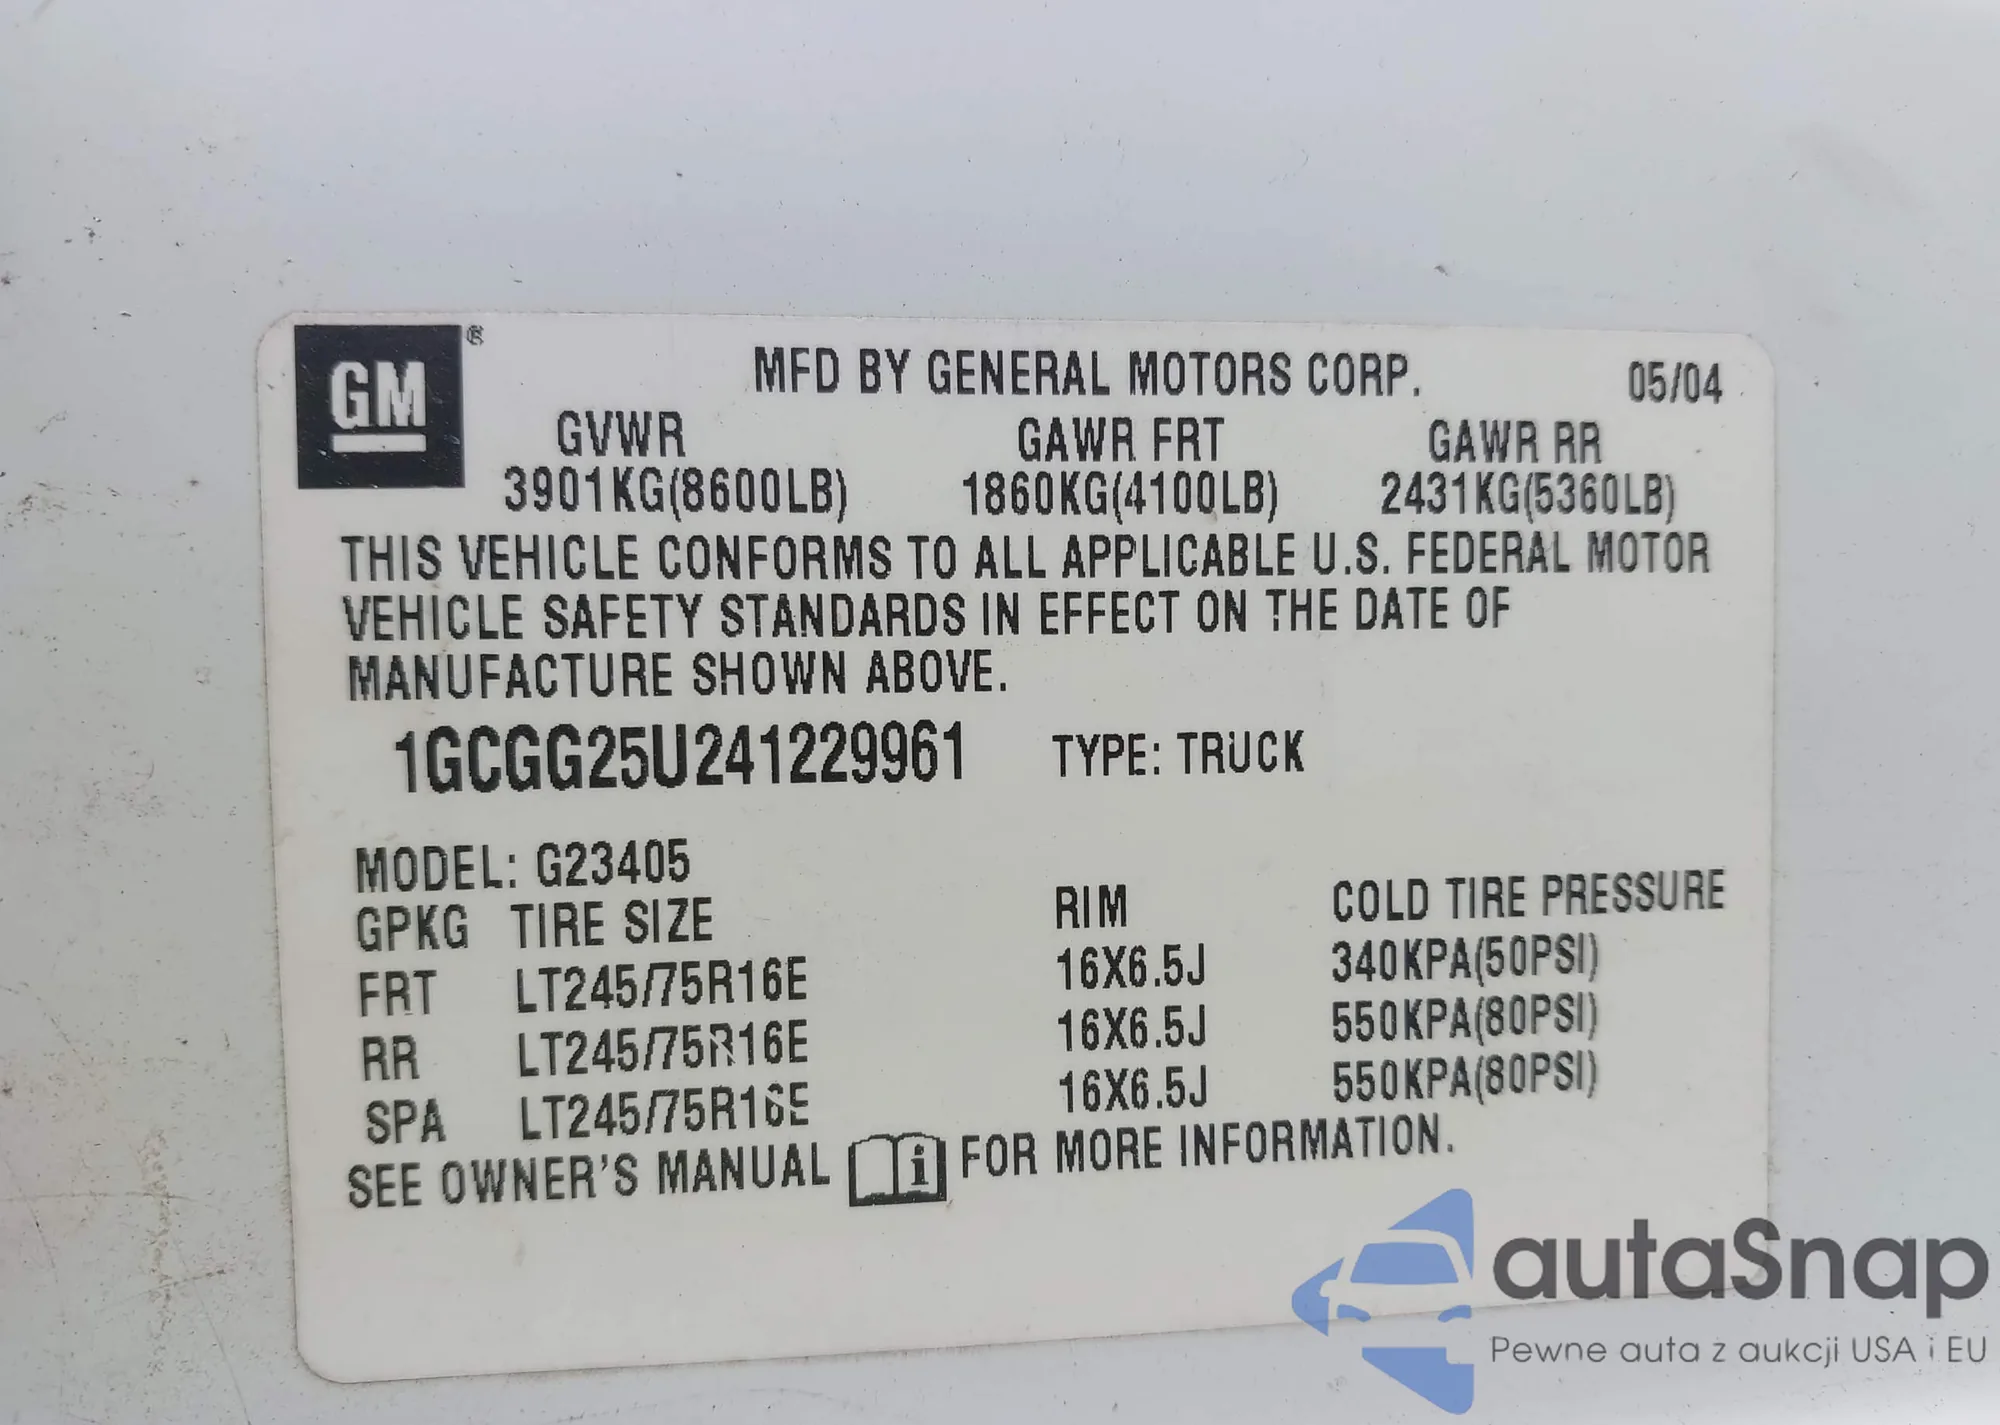 GM ®
MFD BY GENERAL MOTORS CORP. 05/04
GVWR GAWR FRT GAWR RR
3901KG(8600LB) 1860KG(4100LB) 2431KG(5360LB)
THIS VEHICLE CONFORMS TO ALL APPLICABLE U.S. FEDERAL MOTOR
VEHICLE SAFETY STANDARDS IN EFFECT ON THE DATE OF
MANUFACTURE SHOWN ABOVE.
1GCGG25U241229961 TYPE: TRUCK
MODEL: G23405
GPKG TIRE SIZE RIM COLD TIRE PRESSURE
FRT LT245/75R16E 16X6.5J 340KPA(50PSI)
RR LT245/75R16E 16X6.5J 550KPA(80PSI)
SPA LT245/75R16E 16X6.5J 550KPA(80PSI)
SEE OWNER'S MANUAL i FOR MORE INFORMATION.
autaSnap
Pewne auta z aukcji USA i EU